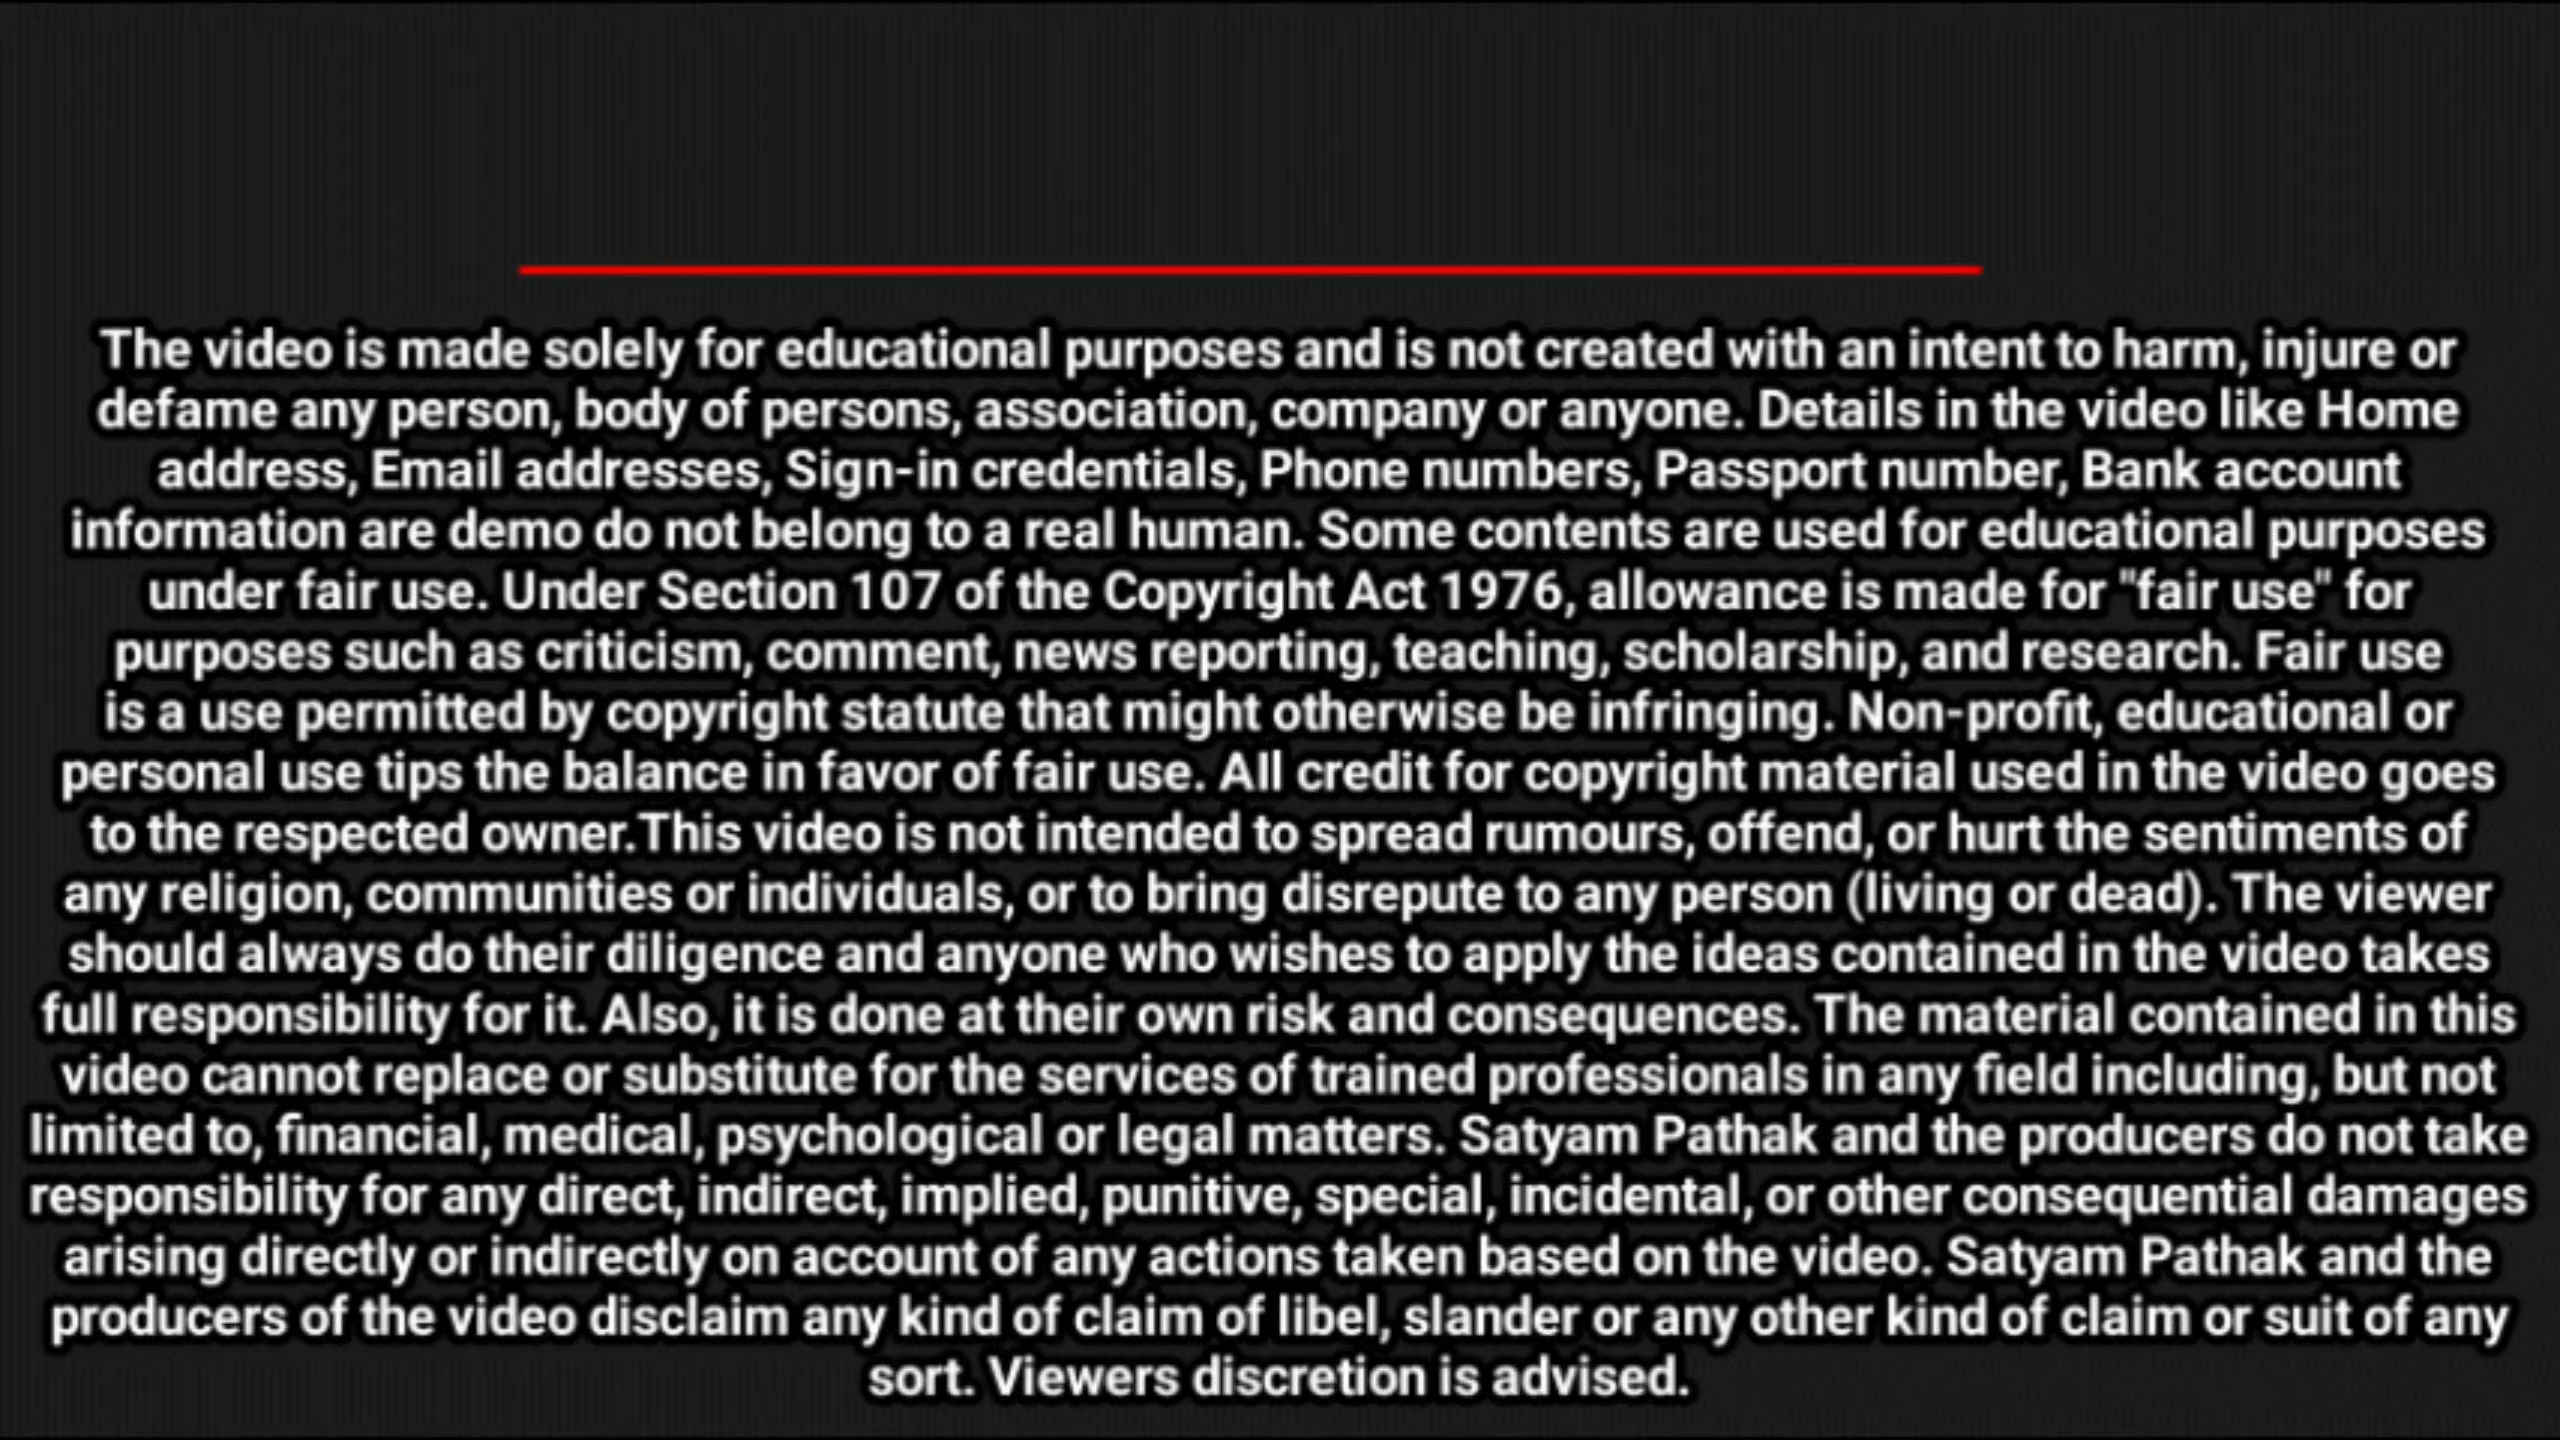 The video is made solely for educational purposes and is not created with an intent to harm, injure or
defame any person, body of persons, association, company or anyone. Details in the video like Home
address, Email addresses, Sign-in credentials, Phone numbers, Passport number, Bank account
information are demo do not belong to a real human. Some contents are used for educational purposes
under fair use. Under Section 107 of the Copyright Act 1976, allowance is made for "fair use" for
purposes such as criticism, comment, news reporting, teaching, scholarship, and research. Fair use
is a use permitted by copyright statute that might otherwise be infringing. Non-profit, educational or
personal use tips the balance in favor of fair use. All credit for copyright material used in the video goes
to the respected owner.This video is not intended to spread rumours, offend, or hurt the sentiments of
any religion, communities or individuals, or to bring disrepute to any person (living or dead). The viewer
should always do their diligence and anyone who wishes to apply the ideas contained in the video takes
full responsibility for it. Also, it is done at their own risk and consequences. The material contained in this
video cannot replace or substitute for the services of trained professionals in any field including, but not
limited to, financial, medical, psychological or legal matters. Satyam Pathak and the producers do not take
responsibility for any direct, indirect, implied, punitive, special, incidental, or other consequential damages
arising directly or indirectly on account of any actions taken based on the video. Satyam Pathak and the
producers of the video disclaim any kind of claim of libel, slander or any other kind of claim or suit of any
sort. Viewers discretion is advised.